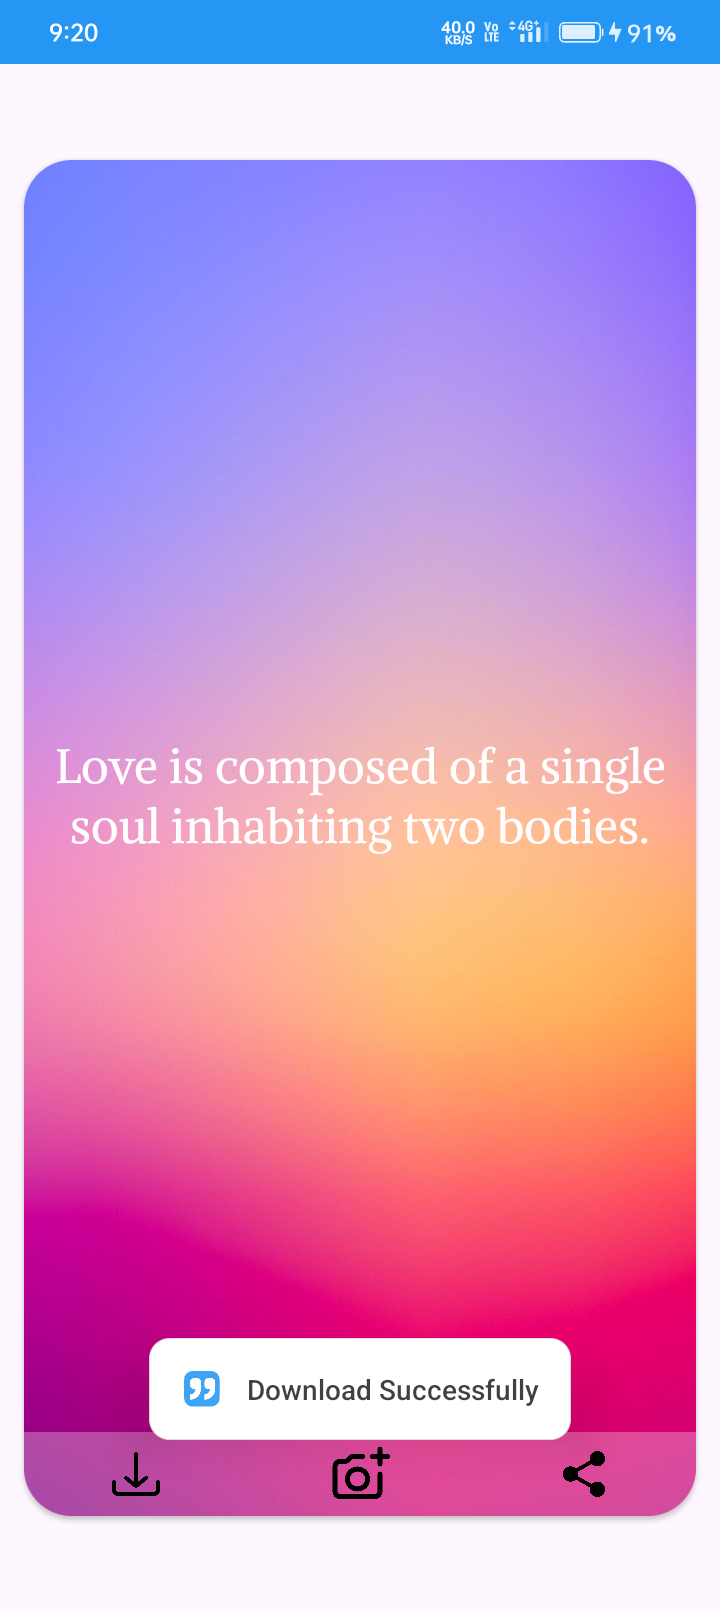 9:20
40.0 KB/S Vo LTE 4G+ 91%
Love is composed of a single
soul inhabiting two bodies.
Download Successfully